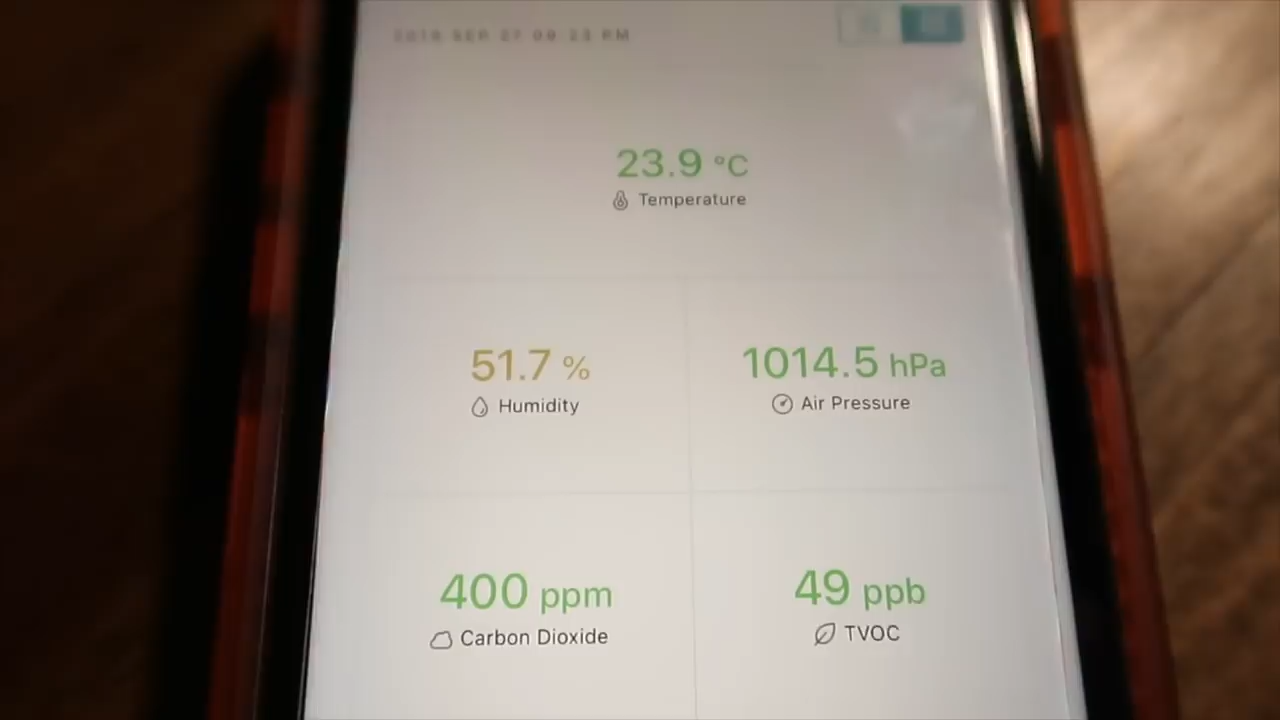 23.9 °C
Temperature
51.7 %
Humidity
1014.5 hPa
Air Pressure
400 ppm
Carbon Dioxide
49 ppb
TVOC